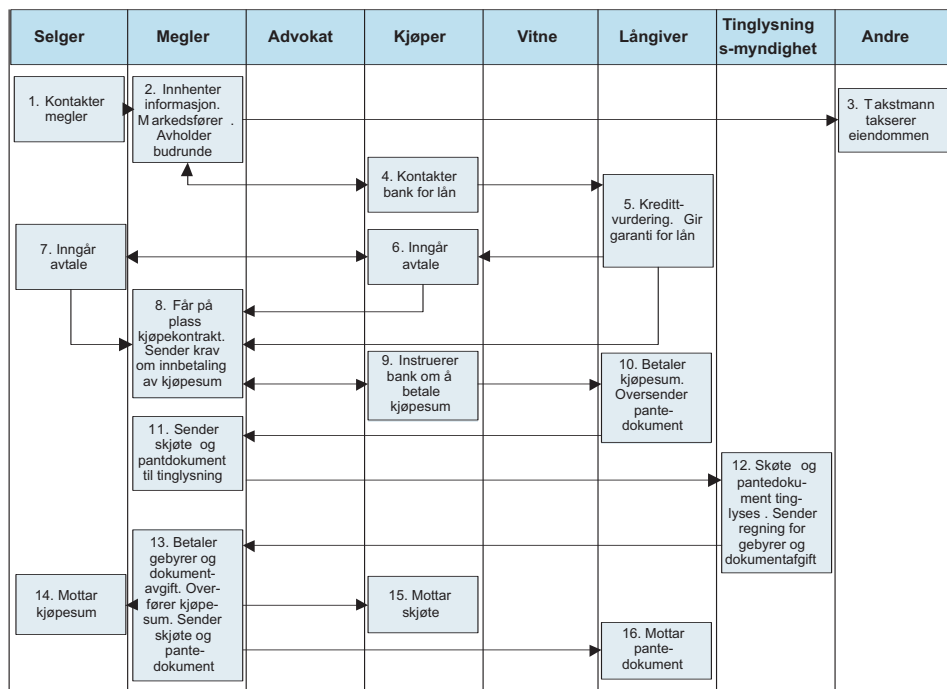 Selger
Megler
Advokat
Kjøper
Vitne
Långiver
Tinglysning
s-myndighet
Andre
1. Kontakter
megler
2. Innhenter
informasjon.
Markedsfører .
Avholder
budrunde
3. Takstmann
takserer
eiendommen
4. Kontakter
bank for lån
5. Kreditt-
vurdering. Gir
garanti for lån
7. Inngår
avtale
6. Inngår
avtale
8. Får på
plass
kjøpekontrakt.
Sender krav
om innbetaling
av kjøpesum
9. Instruerer
bank om å
betale
kjøpesum
10. Betaler
kjøpesum.
Oversender
pante-
dokument
11. Sender
skjøte og
pantdokument
til tinglysning
12. Skøte og
pantedoku-
ment ting-
lyses . Sender
regning for
gebyrer og
dokumentafgift
13. Betaler
gebyrer og
dokument-
avgift. Over-
fører kjøpe-
sum. Sender
skjøte og
pante-
dokument
14. Mottar
kjøpesum
15. Mottar
skjøte
16. Mottar
pante-
dokument